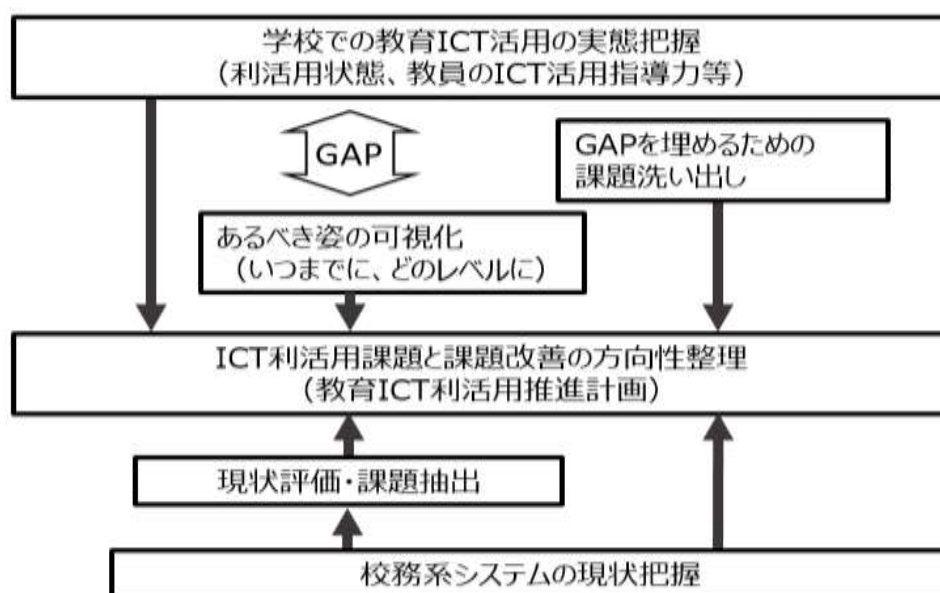 学校での教育ICT活用の実態把握
（利活用状態、教員のICT活用指導力等）
GAP
GAPを埋めるための
課題洗い出し
あるべき姿の可視化
（いつまでに、どのレベルに）
ICT利活用課題と課題改善の方向性整理
（教育ICT利活用推進計画）
現状評価・課題抽出
校務系システムの現状把握